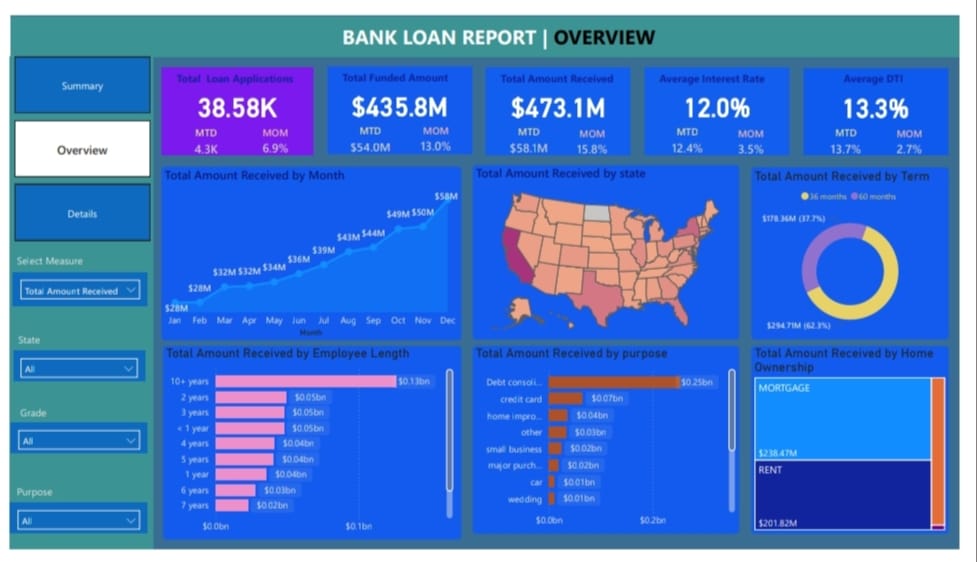 BANK LOAN REPORT | OVERVIEW
Summary
Overview
Details
Select Measure
Total Amount Received
State
All
Grade
All
Purpose
All
Total Loan Applications
38.58K
MTD MOM
4.3K 6.9%
Total Funded Amount
$435.8M
MTD MOM
$54.0M 13.0%
Total Amount Received
$473.1M
MTD MOM
$58.1M 15.8%
Average Interest Rate
12.0%
MTD MOM
12.4% 3.5%
Average DTI
13.3%
MTD MOM
13.7% 2.7%
Total Amount Received by Month
$28M $28M $32M $32M $34M $36M $39M $43M $44M $49M $50M $58M
Jan Feb Mar Apr May Jun Jul Aug Sep Oct Nov Dec
Month
Total Amount Received by state
Total Amount Received by Term
36 months 60 months
$178.36M (37.7%)
$294.71M (62.3%)
Total Amount Received by Employee Length
10+ years $0.13bn
2 years $0.05bn
3 years $0.05bn
< 1 year $0.05bn
4 years $0.04bn
5 years $0.04bn
1 year $0.04bn
6 years $0.03bn
7 years $0.02bn
$0.0bn $0.1bn
Total Amount Received by purpose
Debt consoli... $0.25bn
credit card $0.07bn
home impro... $0.04bn
other $0.03bn
small business $0.02bn
major purch... $0.02bn
car $0.01bn
wedding $0.01bn
$0.0bn $0.2bn
Total Amount Received by Home
Ownership
MORTGAGE
$238.47M
RENT
$201.82M